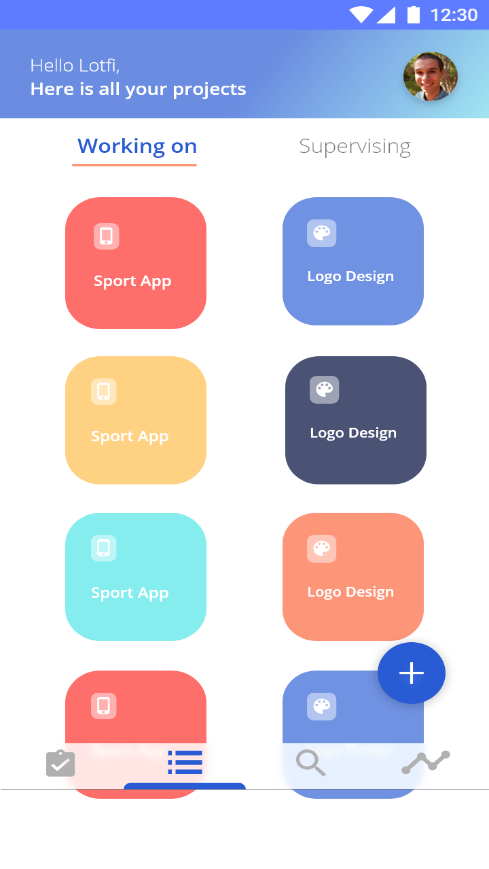 12:30
Hello Lotfi,
Here is all your projects
Working on
Supervising
Sport App
Logo Design
Sport App
Logo Design
Sport App
Logo Design